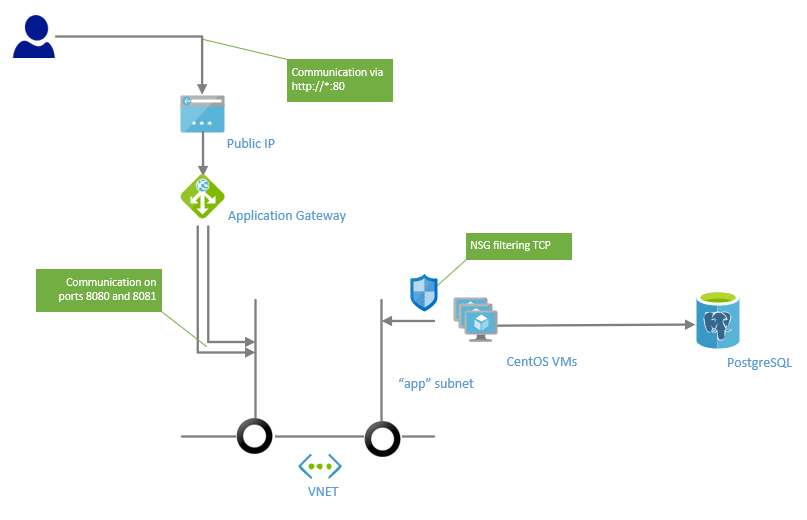 Communication via
http://*:80
Public IP
Application Gateway
NSG filtering TCP
Communication on
ports 8080 and 8081
CentOS VMs
PostgreSQL
“app” subnet
VNET